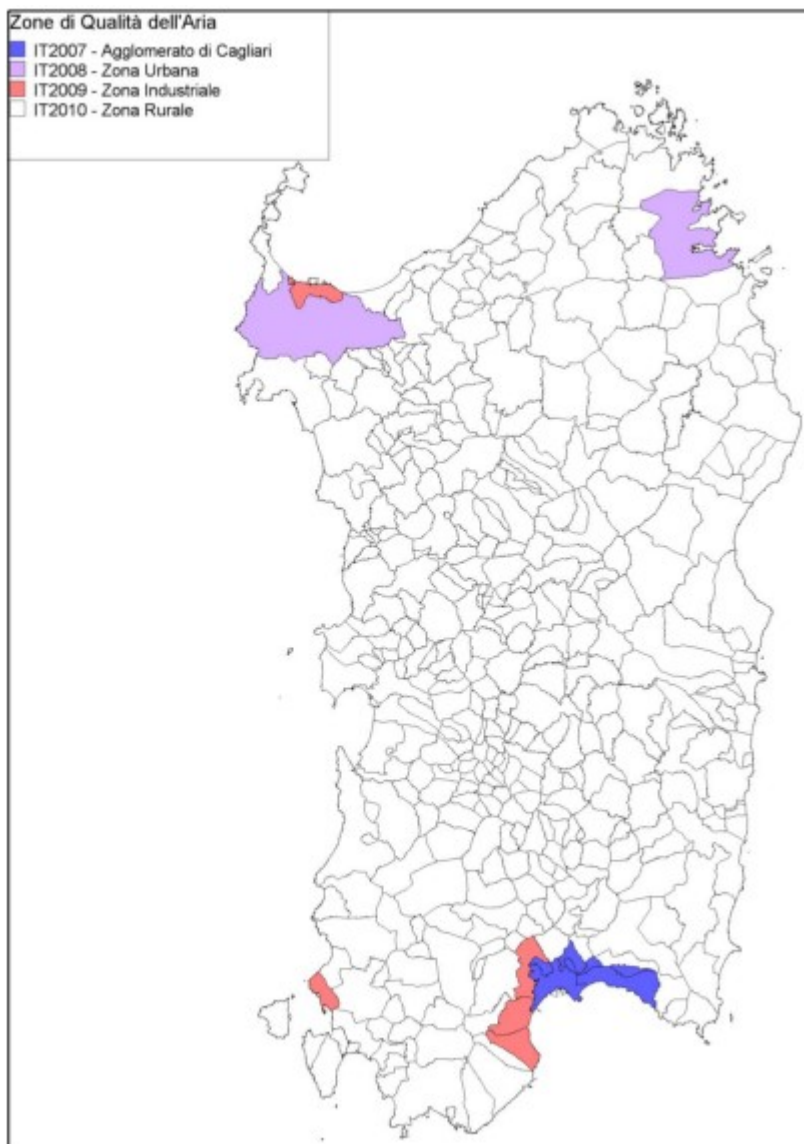 Zone di Qualità dell'Aria
IT2007 - Agglomerato di Cagliari
IT2008 - Zona Urbana
IT2009 - Zona Industriale
IT2010 - Zona Rurale